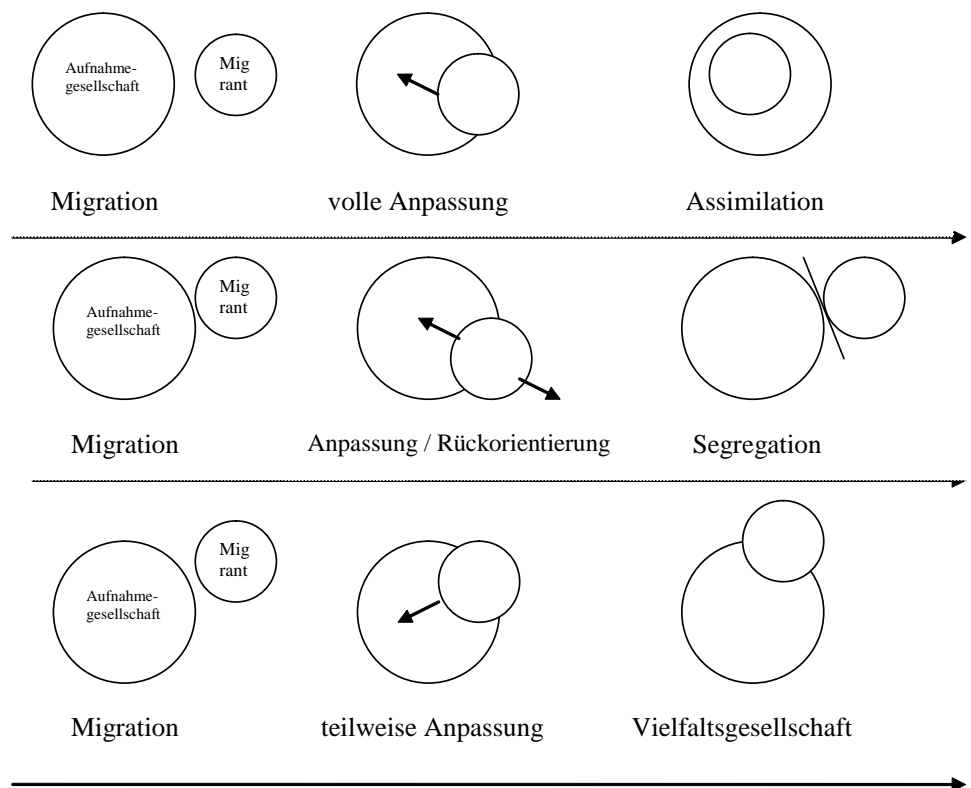 Aufnahme-
gesellschaft
Mig
rant
Migration
volle Anpassung
Assimilation
Aufnahme-
gesellschaft
Mig
rant
Migration
Anpassung / Rückorientierung
Segregation
Aufnahme-
gesellschaft
Mig
rant
Migration
teilweise Anpassung
Vielfaltsgesellschaft